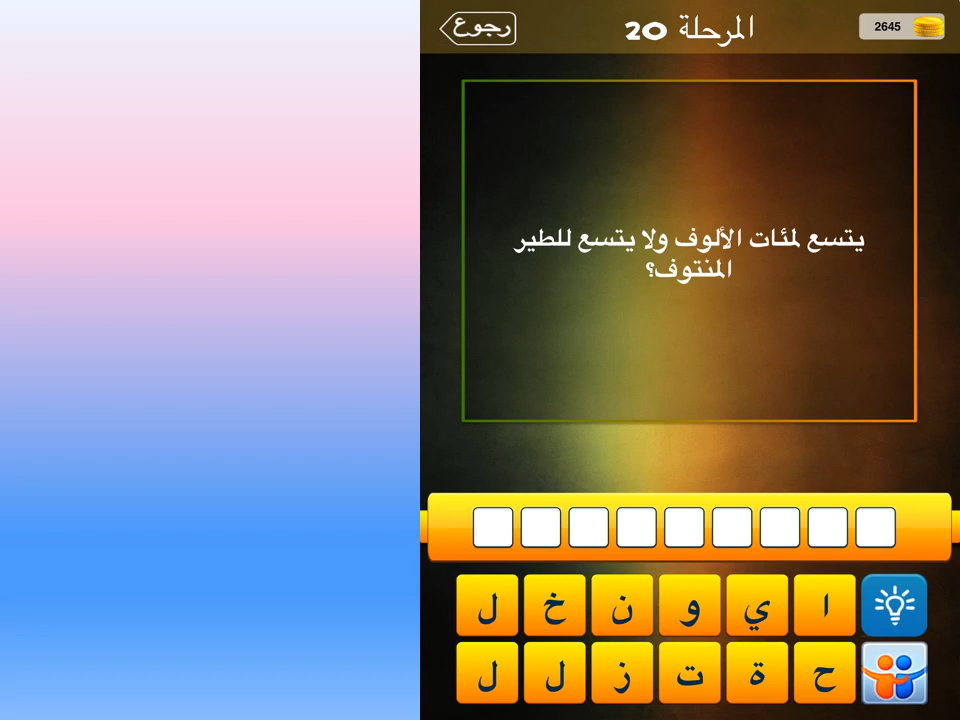 رجوع
المرحلة 20
2645
يتسع لمئات الألوف ولا يتسع للطير
المنتوف؟
ا ي و ن خ ل
ح ة ت ز ل ل